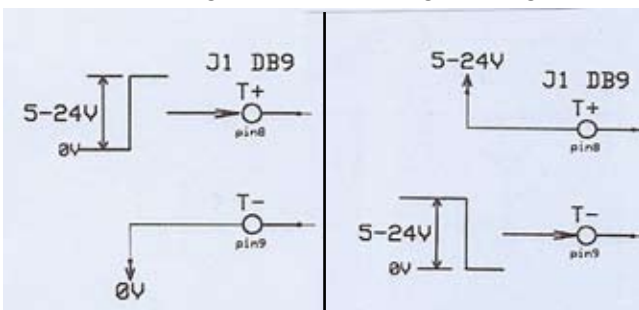 J1 DB9
T+
5-24V
pin8
0V
T-
pin9
0V
5-24V
J1 DB9
T+
pin8
T-
5-24V
pin9
0V